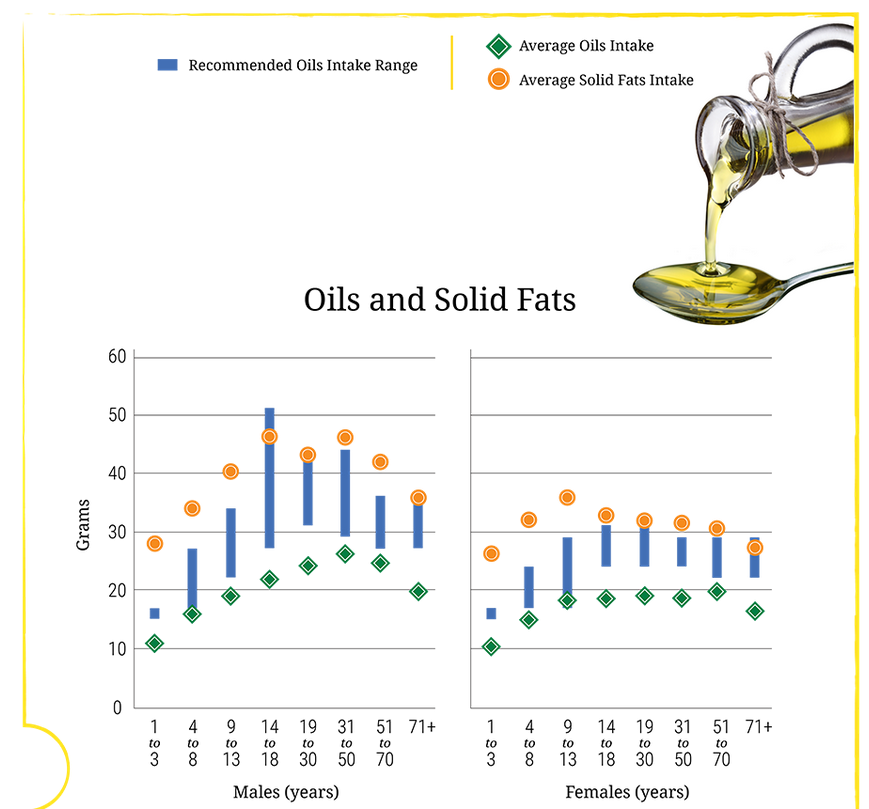 Recommended Oils Intake Range
Average Oils Intake
Average Solid Fats Intake
Oils and Solid Fats
Grams
60
50
40
30
20
10
0
1 to 3
4 to 8
9 to 13
14 to 18
19 to 30
31 to 50
51 to 70
71+
Males (years)
1 to 3
4 to 8
9 to 13
14 to 18
19 to 30
31 to 50
51 to 70
71+
Females (years)